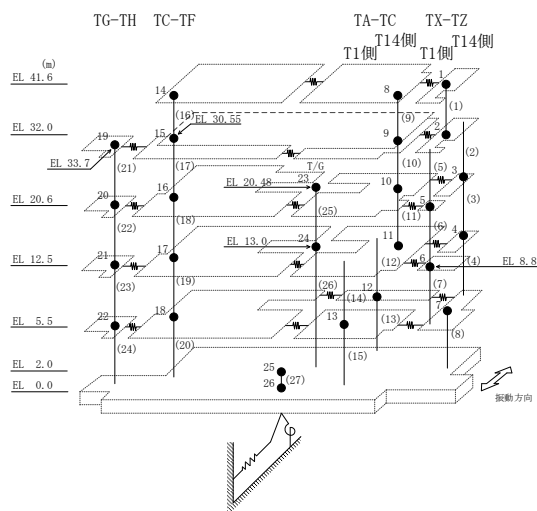 TG-TH TC-TF TA-TC TX-TZ
T1側 T14側 T1側 T14側
(m)
EL 41.6
14 8 1
(16) EL 30.55 (9) (1)
EL 32.0
19 15 9 2
EL 33.7
(21) (17) (10) (2)
T/G
EL 20.48 23 10 (5) 3
(3)
EL 20.6
20 16 (25) (11) 5
(22) (18) (6) 4
EL 13.0 24 11
EL 12.5
21 17 (12) 6 (4) EL 8.8
(23) (19) (26) (14) 12 (7)
EL 5.5
22 18 13 (13) 7
(24) (20) (15) (8)
EL 2.0
25
EL 0.0
26 (27)
振動方向